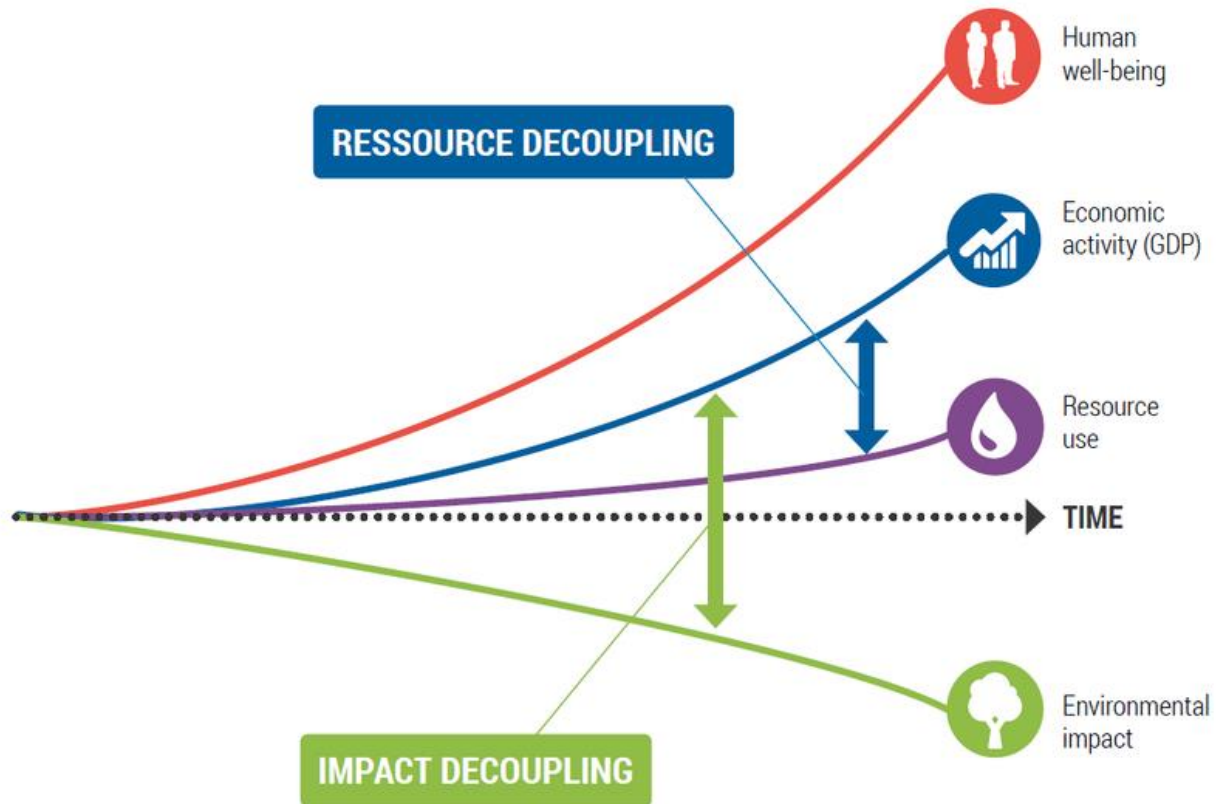 Human
well-being
RESSOURCE DECOUPLING
Economic
activity (GDP)
Resource
use
TIME
Environmental
impact
IMPACT DECOUPLING